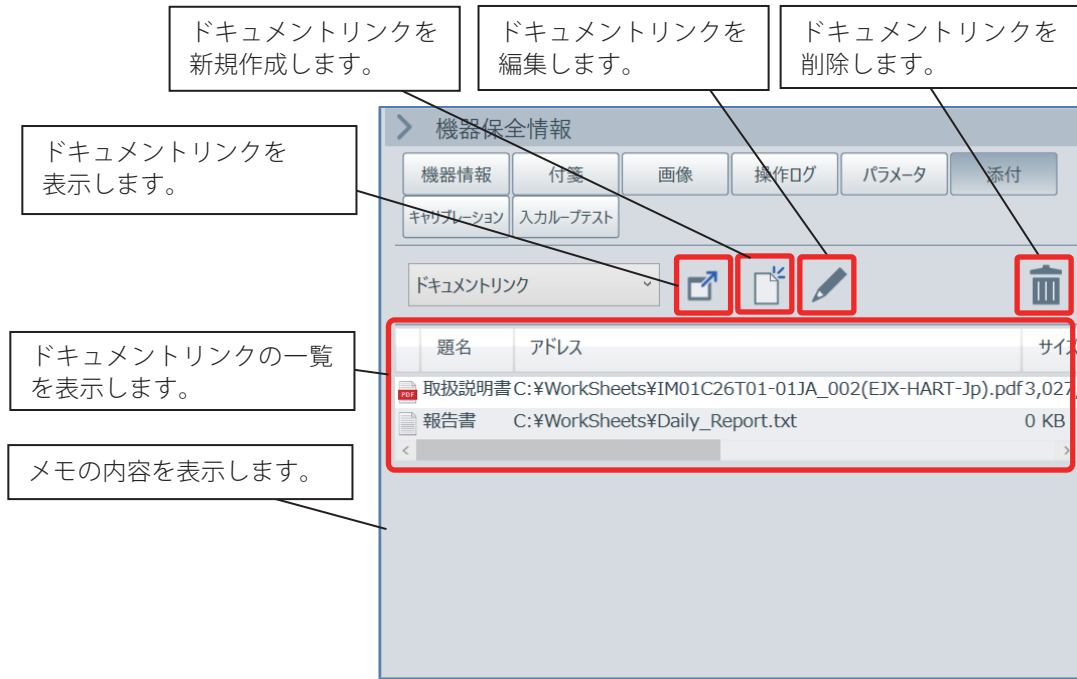 ドキュメントリンクを
新規作成します。
ドキュメントリンクを
編集します。
ドキュメントリンクを
削除します。
ドキュメントリンクを
表示します。
機器保全情報
機器情報
付箋
画像
操作ログ
パラメータ
添付
キャリブレーション
入力ループテスト
ドキュメントリンク
ドキュメントリンクの一覧
を表示します。
題名 アドレス サイズ
PDF 取扱説明書 C:¥WorkSheets¥IM01C26T01-01JA_002(EJX-HART-Jp).pdf 3,027,
報告書 C:¥WorkSheets¥Daily_Report.txt 0 KB
メモの内容を表示します。